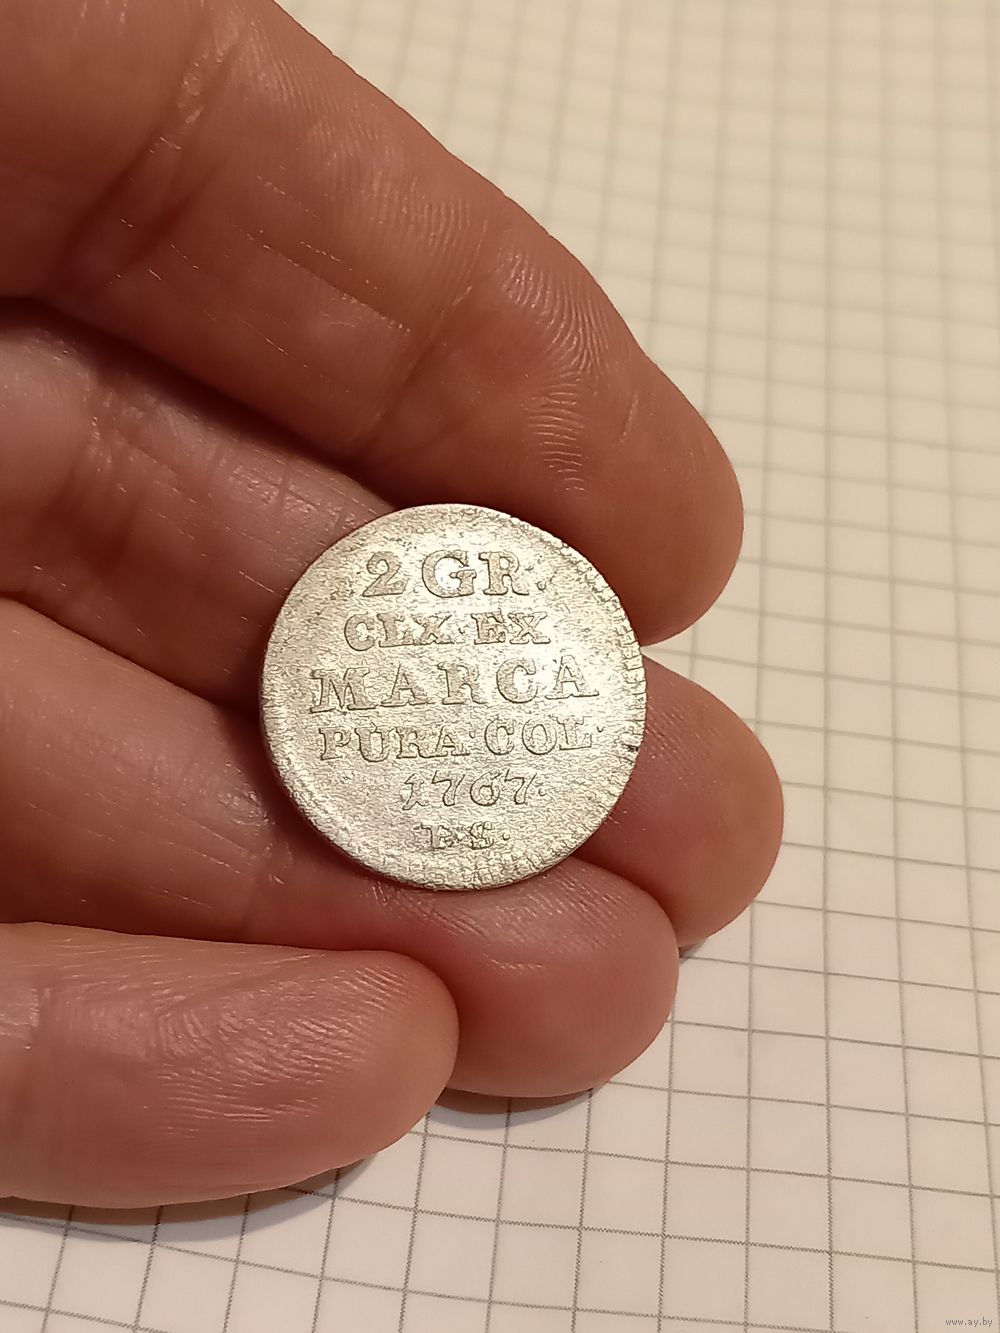 2 GR.
CLX·EX
MARCA
PURA·COL·
1767·
F·S·
www.ay.by